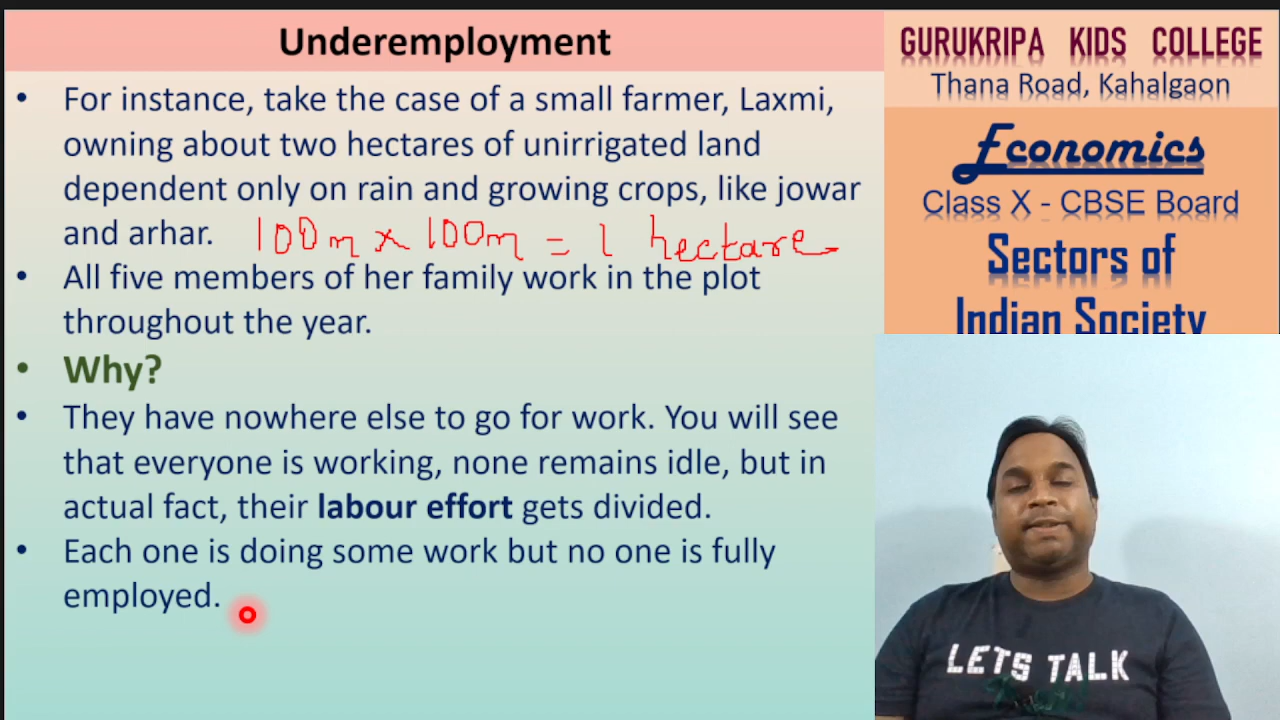 Underemployment
• For instance, take the case of a small farmer, Laxmi,
owning about two hectares of unirrigated land
dependent only on rain and growing crops, like jowar
and arhar.
100m × 100m = 1 hectare
• All five members of her family work in the plot
throughout the year.
• Why?
• They have nowhere else to go for work. You will see
that everyone is working, none remains idle, but in
actual fact, their labour effort gets divided.
• Each one is doing some work but no one is fully
employed.
GURUKRIPA KIDS COLLEGE
Thana Road, Kahalgaon
Economics
Class X - CBSE Board
Sectors of
Indian Society
LETS TALK